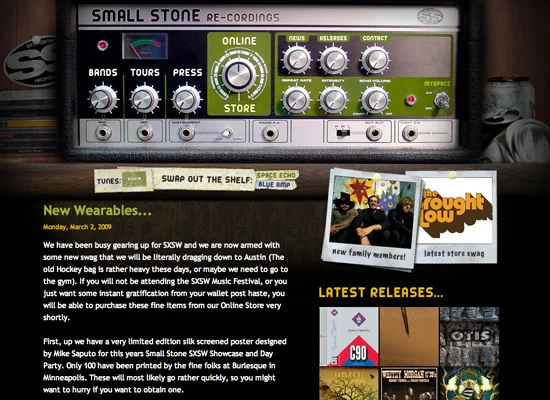 SMALL STONE RE-CORDINGS
ONLINE
NEWS RELEASES CONTACT
BANDS TOURS PRESS
REPEAT RATE INTENSITY ECHO VOLUME
MYSPACE
STORE
INSTRUMENT
FROM P.A.
OUT PUT
TUNES:
SWAP OUT THE SHELF:
SPACE ECHO
BLUE AMP
New Wearables...
Monday, March 2, 2009
We have been busy gearing up for SXSW and we are now armed with
some new swag that we will be literally dragging down to Austin (The
old Hockey bag is rather heavy these days, or maybe we need to go to
the gym). If you will not be attending the SXSW Music Festival, or you
just want some instant gratification from your wallet post haste, you
will be able to purchase these fine items from our Online Store very
shortly.
First, up we have a very limited edition silk screened poster designed
by Mike Saputo for this years Small Stone SXSW Showcase and Day
Party. Only 100 have been printed by the fine folks at Burlesque in
Minneapolis. These will most likely go rather quickly, so you might
want to hurry if you want to obtain one.
new family members!
the
rought
low
latest store swag
LATEST RELEASES...
C90
OTIS
WHITEY MORGAN